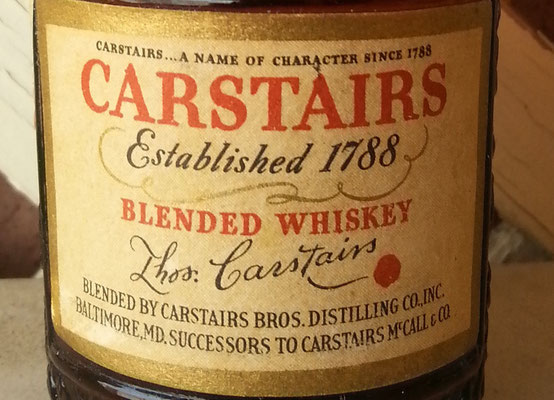 CARSTAIRS...A NAME OF CHARACTER SINCE 1788
CARSTAIRS
Established 1788
BLENDED WHISKEY
Thos. Carstairs
BLENDED BY CARSTAIRS BROS. DISTILLING CO., INC.
BALTIMORE, MD. SUCCESSORS TO CARSTAIRS McCALL & CO.